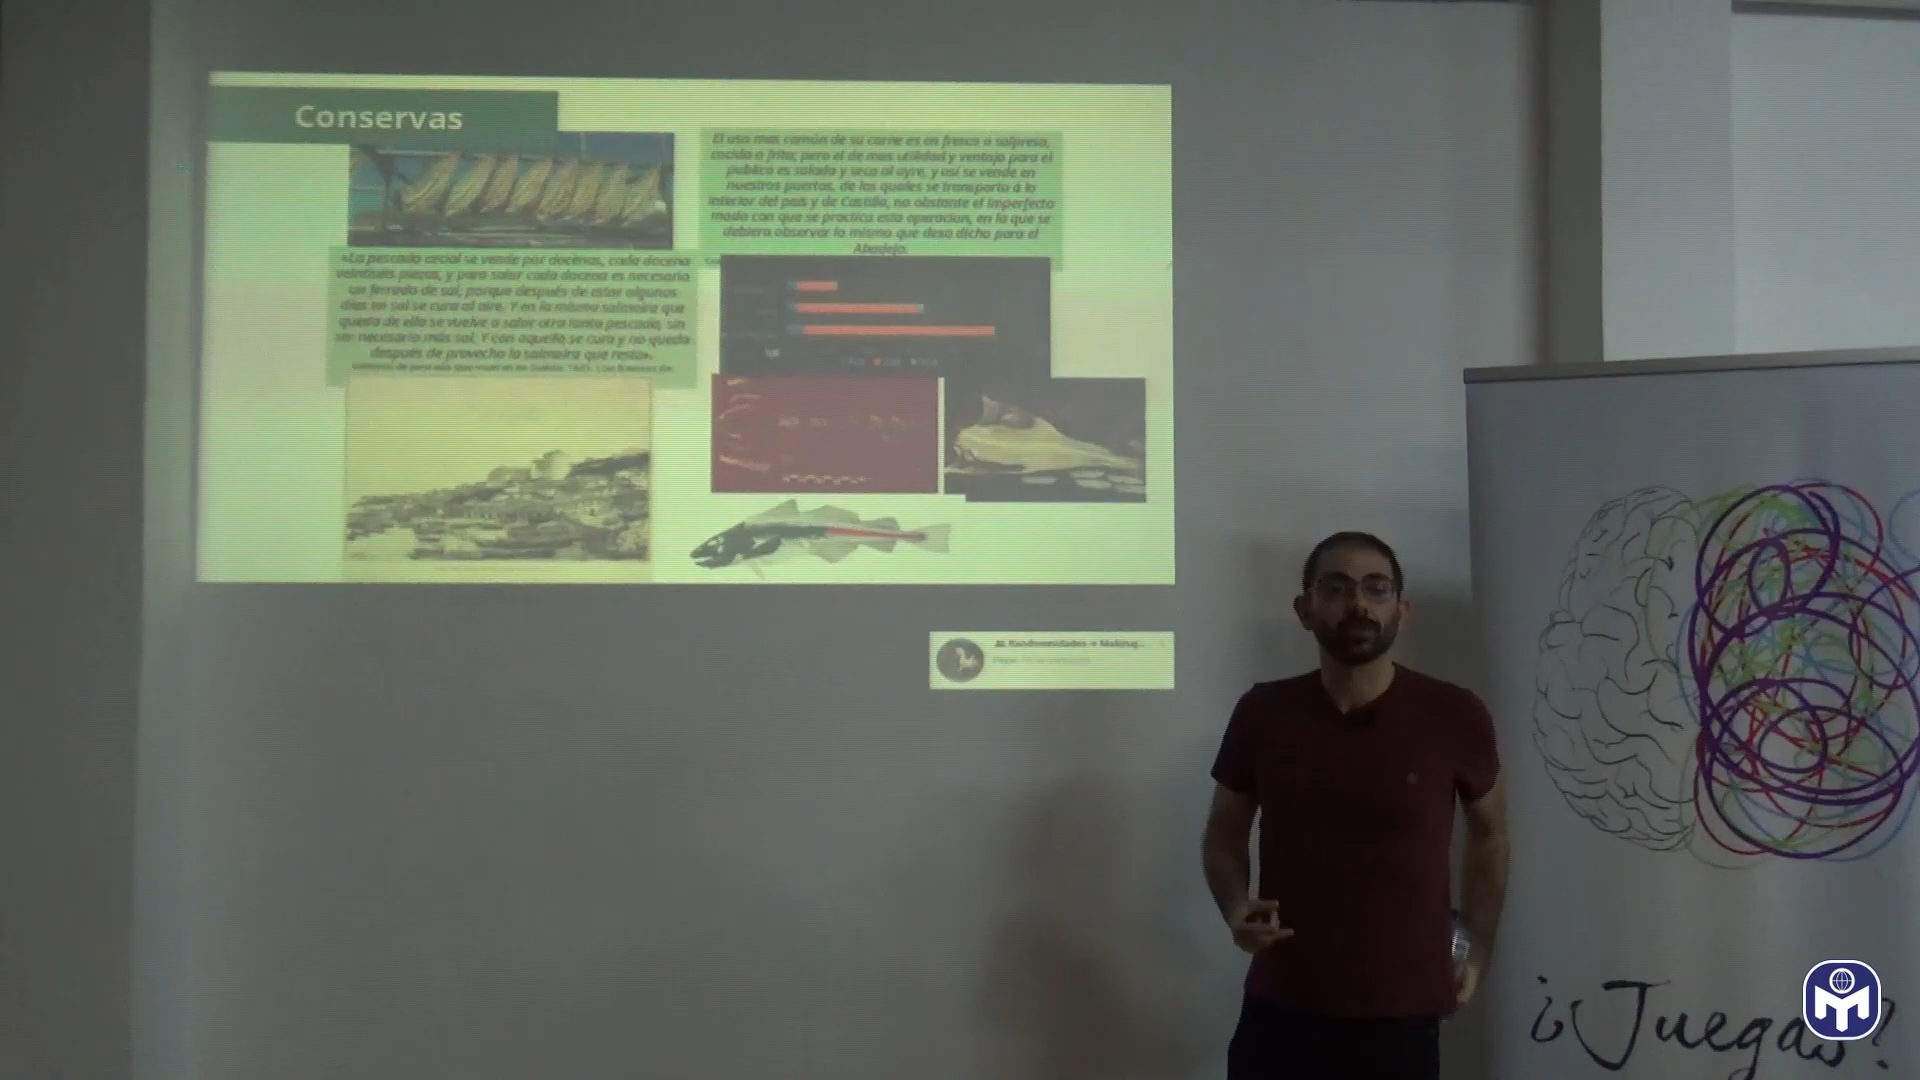 Conservas
El uso mas común de su carne es en fresco o salpresa,
cocida o frita; pero el de mas utilidad y ventaja para el
publico es salada y seca al ayre, y así se vende en
nuestros puertos, de los quales se transporta á lo
interior del pais y de Castilla, no obstante el imperfecto
modo con que se practica esta operacion, en la que se
debiera observar lo mismo que dexo dicho para el
Abadejo.
«La pescada cecial se vende por docenas, cada docena
veintiséis piezas, y para salar cada docena es necesario
un ferrado de sal, porque después de estar algunos
días en sal se cura al aire. Y en la misma salmoira que
queda de ella se vuelve a salar otra tanta pescada, sin
ser necesario más sal. Y con aquella se cura y no queda
después de provecho la salmoira que resta».
¿¡Juegas?